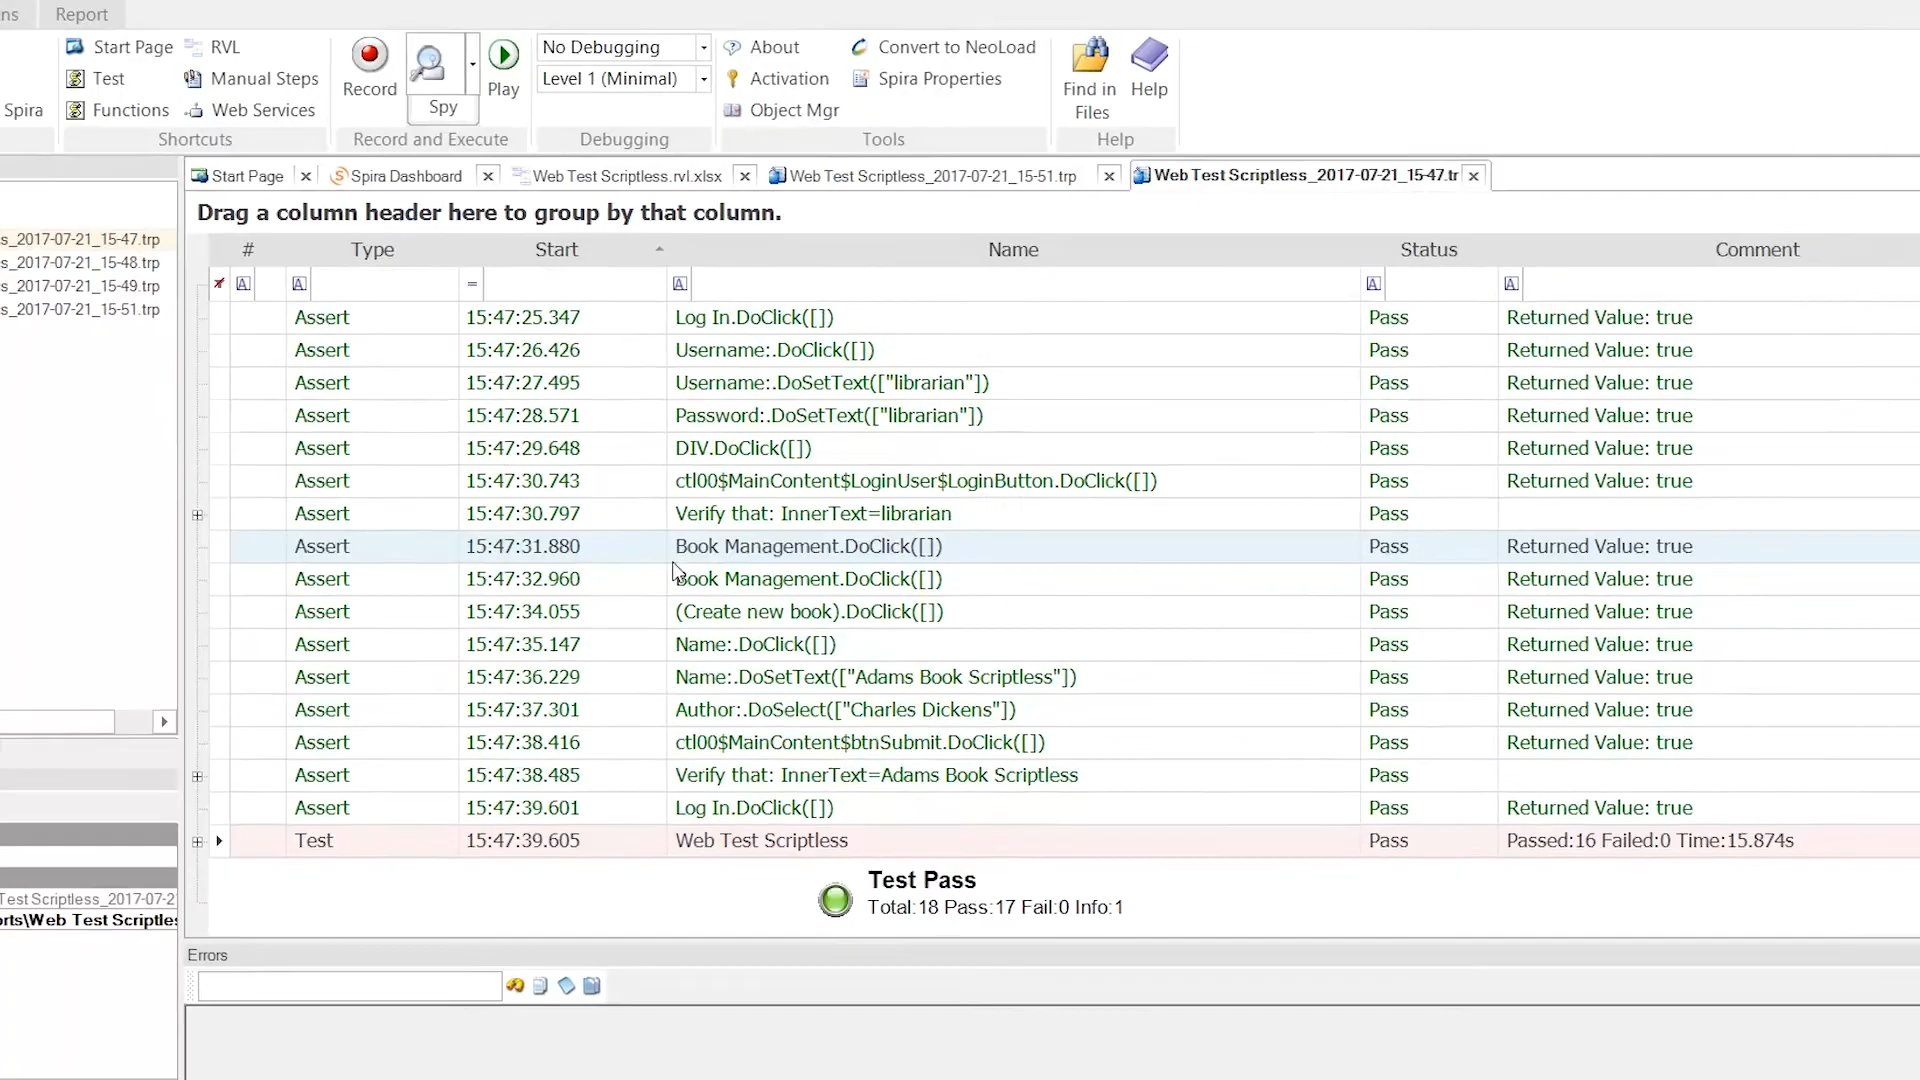 ns Report
Start Page RVL
Test Manual Steps
Spira Functions Web Services
Shortcuts
Record Spy Play
Record and Execute
No Debugging
Level 1 (Minimal)
Debugging
About Convert to NeoLoad
Activation Spira Properties
Object Mgr
Tools
Find in Files Help
Help
Start Page Spira Dashboard Web Test Scriptless.rvl.xlsx Web Test Scriptless_2017-07-21_15-51.trp Web Test Scriptless_2017-07-21_15-47.tr
s_2017-07-21_15-47.trp
s_2017-07-21_15-48.trp
s_2017-07-21_15-49.trp
s_2017-07-21_15-51.trp
Test Scriptless_2017-07-2
rts\Web Test Scriptles
Drag a column header here to group by that column.
# Type Start Name Status Comment
A A = A A A
Assert 15:47:25.347 Log In.DoClick([]) Pass Returned Value: true
Assert 15:47:26.426 Username:.DoClick([]) Pass Returned Value: true
Assert 15:47:27.495 Username:.DoSetText(["librarian"]) Pass Returned Value: true
Assert 15:47:28.571 Password:.DoSetText(["librarian"]) Pass Returned Value: true
Assert 15:47:29.648 DIV.DoClick([]) Pass Returned Value: true
Assert 15:47:30.743 ctl00$MainContent$LoginUser$LoginButton.DoClick([]) Pass Returned Value: true
Assert 15:47:30.797 Verify that: InnerText=librarian Pass
Assert 15:47:31.880 Book Management.DoClick([]) Pass Returned Value: true
Assert 15:47:32.960 Book Management.DoClick([]) Pass Returned Value: true
Assert 15:47:34.055 (Create new book).DoClick([]) Pass Returned Value: true
Assert 15:47:35.147 Name:.DoClick([]) Pass Returned Value: true
Assert 15:47:36.229 Name:.DoSetText(["Adams Book Scriptless"]) Pass Returned Value: true
Assert 15:47:37.301 Author:.DoSelect(["Charles Dickens"]) Pass Returned Value: true
Assert 15:47:38.416 ctl00$MainContent$btnSubmit.DoClick([]) Pass Returned Value: true
Assert 15:47:38.485 Verify that: InnerText=Adams Book Scriptless Pass
Assert 15:47:39.601 Log In.DoClick([]) Pass Returned Value: true
Test 15:47:39.605 Web Test Scriptless Pass Passed:16 Failed:0 Time:15.874s
Test Pass
Total:18 Pass:17 Fail:0 Info:1
Errors